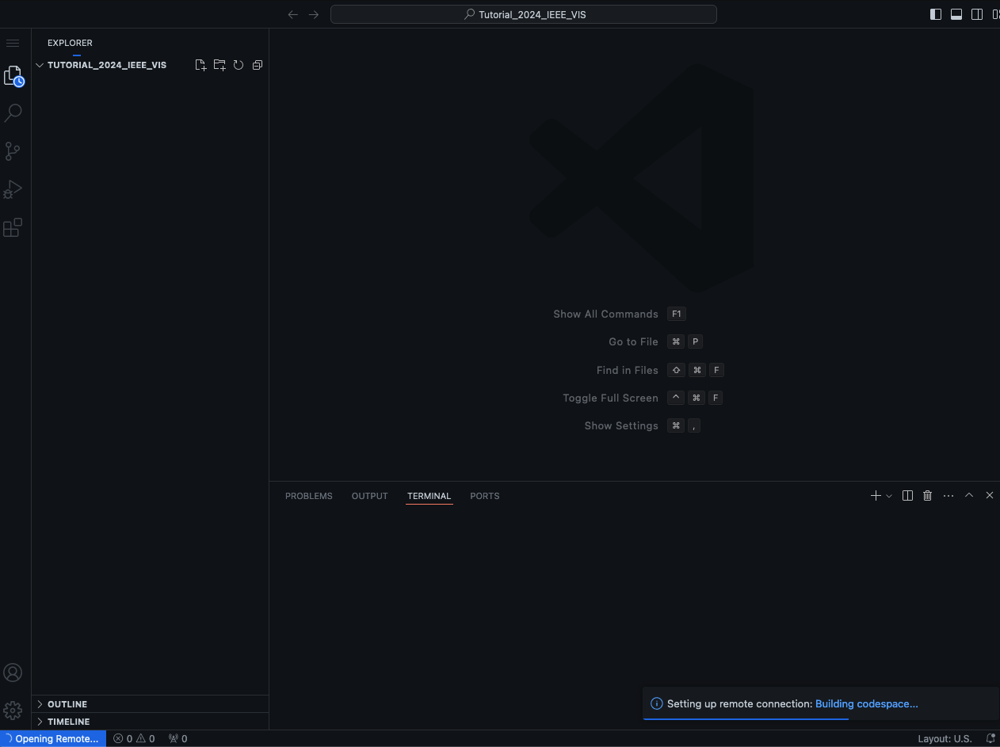 Tutorial_2024_IEEE_VIS
EXPLORER
TUTORIAL_2024_IEEE_VIS
Show All Commands F1
Go to File ⌘ P
Find in Files ⇧ ⌘ F
Toggle Full Screen ^ ⌘ F
Show Settings ⌘ ,
PROBLEMS OUTPUT TERMINAL PORTS
OUTLINE
TIMELINE
Setting up remote connection: Building codespace...
Opening Remote... 0 0 0 Layout: U.S.